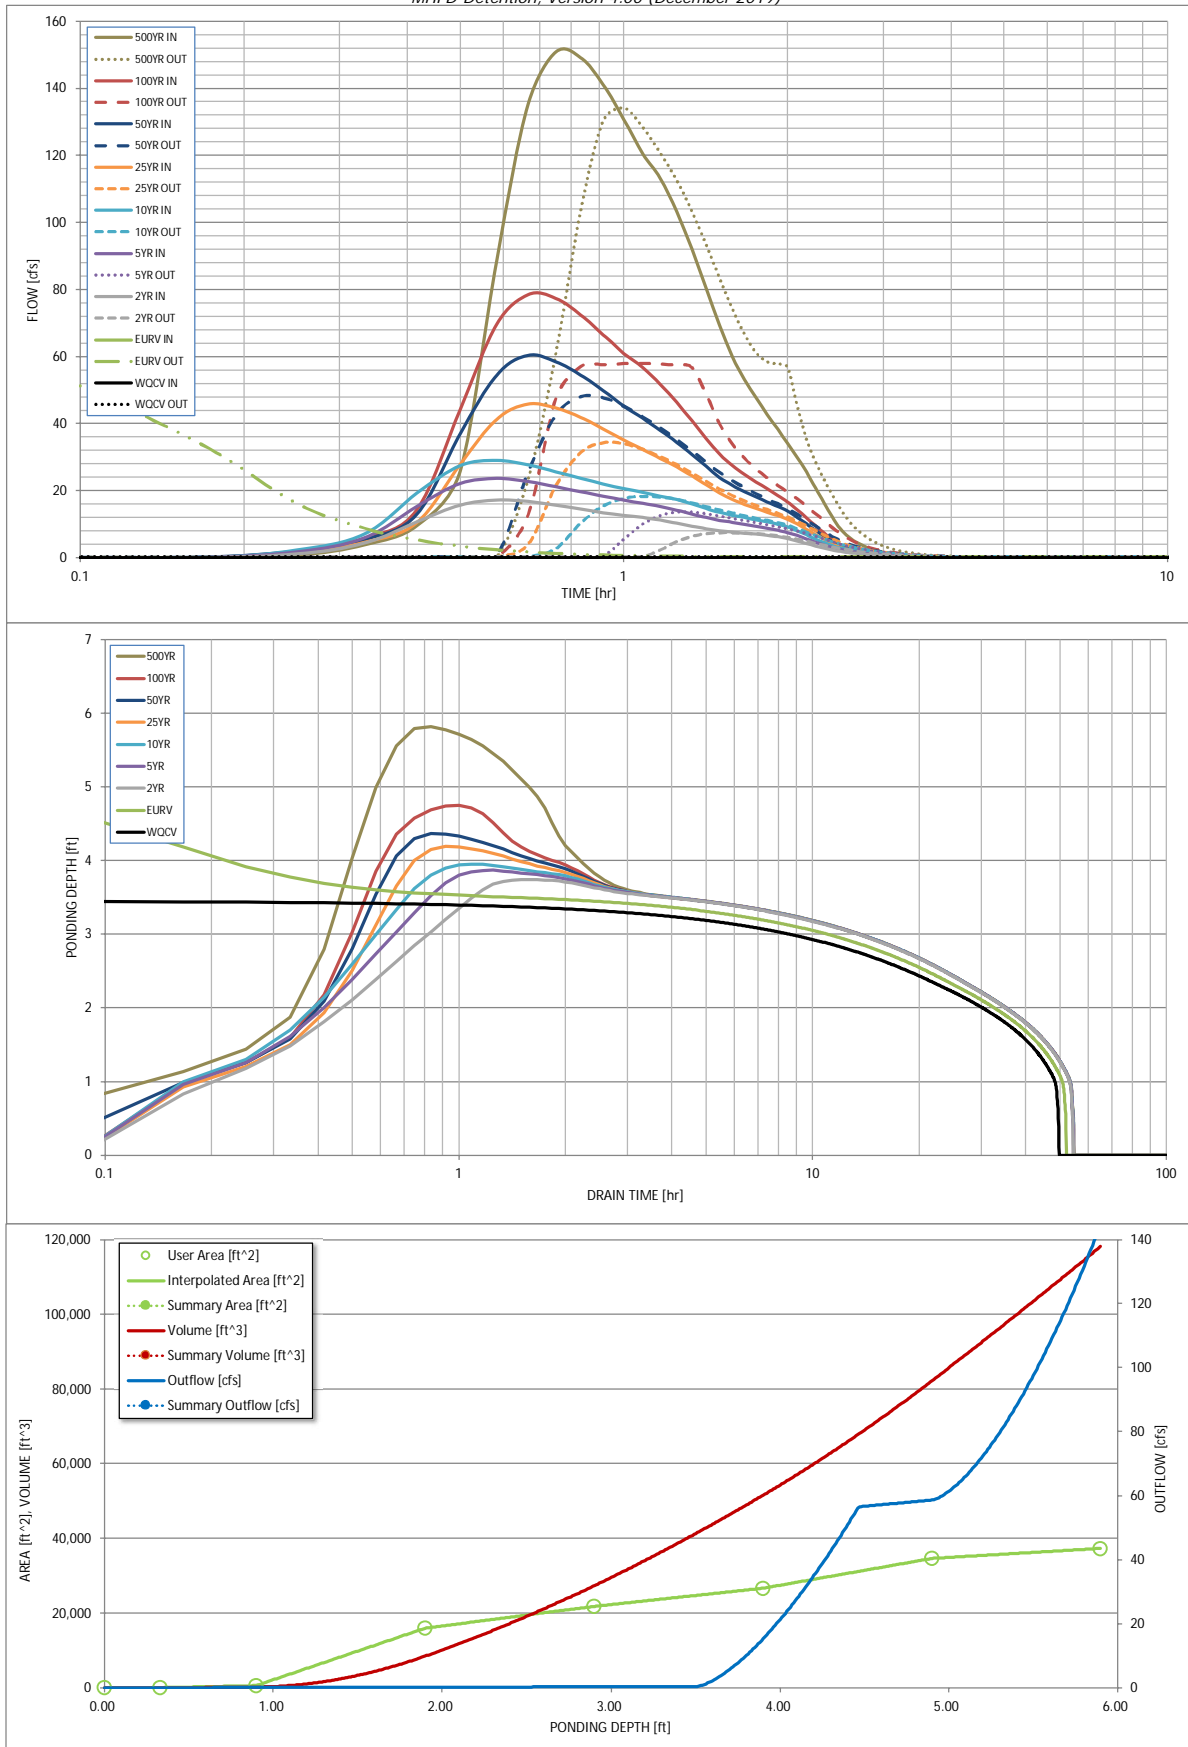 MHFD-Detention, Version 4.00 (December 2019)
160
140
120
100
80
60
40
20
0
FLOW [cfs]
500YR IN
500YR OUT
100YR IN
100YR OUT
50YR IN
50YR OUT
25YR IN
25YR OUT
10YR IN
10YR OUT
5YR IN
5YR OUT
2YR IN
2YR OUT
EURV IN
EURV OUT
WQCV IN
WQCV OUT
0.1 1 10
TIME [hr]
7
6
5
4
3
2
1
0
PONDING DEPTH [ft]
500YR
100YR
50YR
25YR
10YR
5YR
2YR
EURV
WQCV
0.1 1 10 100
DRAIN TIME [hr]
120,000
100,000
80,000
60,000
40,000
20,000
0
AREA [ft^2], VOLUME [ft^3]
User Area [ft^2]
Interpolated Area [ft^2]
Summary Area [ft^2]
Volume [ft^3]
Summary Volume [ft^3]
Outflow [cfs]
Summary Outflow [cfs]
140
120
100
80
60
40
20
0
OUTFLOW [cfs]
0.00 1.00 2.00 3.00 4.00 5.00 6.00
PONDING DEPTH [ft]